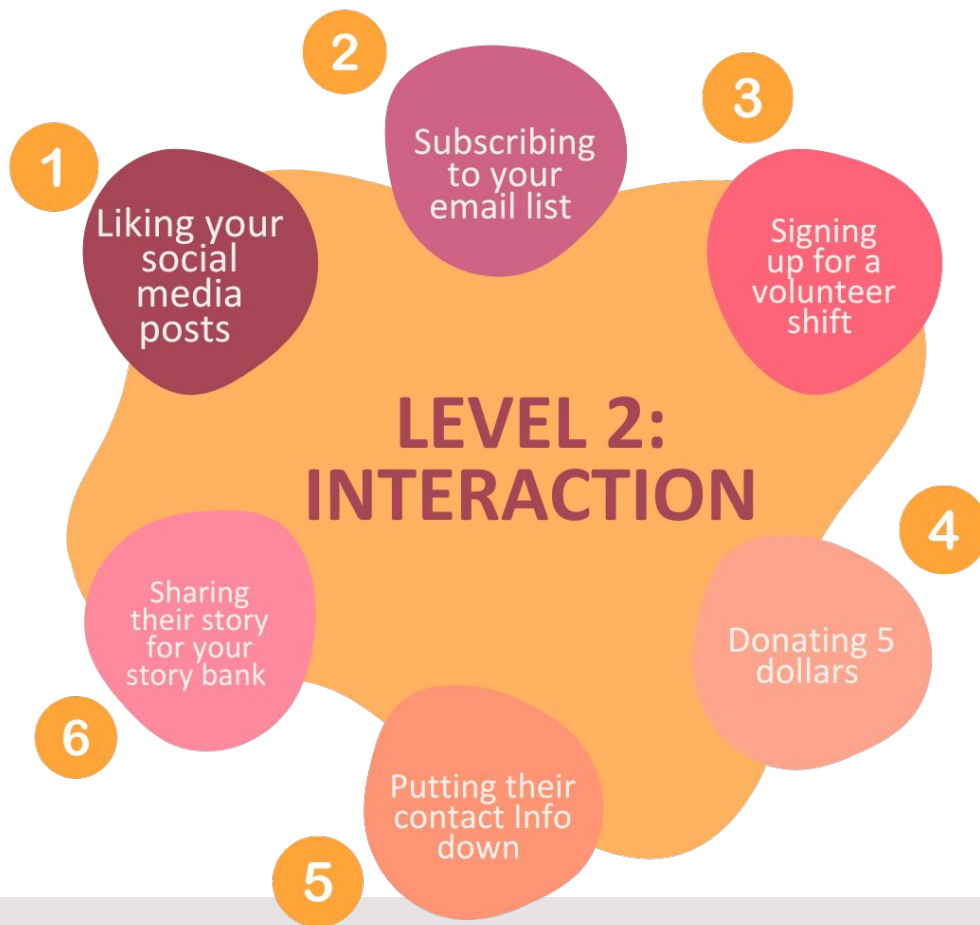 1
Liking your
social
media
posts
2
Subscribing
to your
email list
3
Signing
up for a
volunteer
shift
LEVEL 2:
INTERACTION
4
Donating 5
dollars
5
Putting their
contact Info
down
6
Sharing
their story
for your
story bank